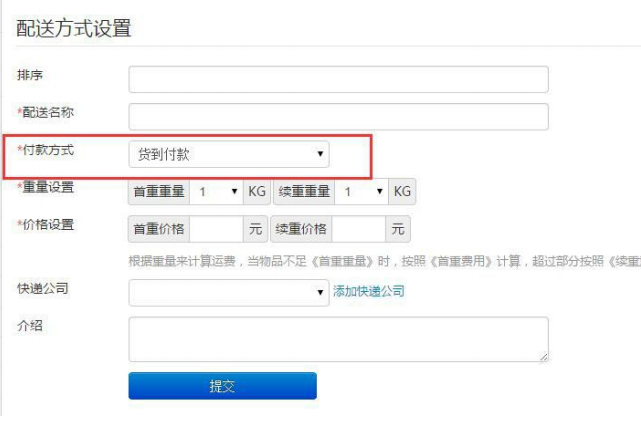 配送方式设置
排序
*配送名称
*付款方式 货到付款
*重量设置 首重重量 1 KG 续重重量 1 KG
*价格设置 首重价格 元 续重价格 元
根据重量来计算运费，当物品不足《首重重量》时，按照《首重费用》计算，超过部分按照《续重
快递公司 添加快递公司
介绍
提交